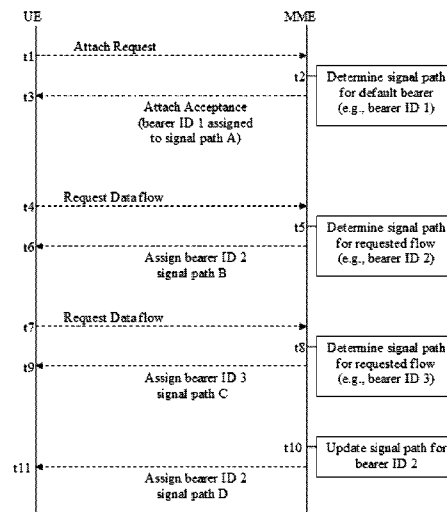 UE
MME
t1
Attach Request
t2
Determine signal path
for default bearer
(e.g., bearer ID 1)
t3
Attach Acceptance
(bearer ID 1 assigned
to signal path A)
t4
Request Data flow
t5
Determine signal path
for requested flow
(e.g., bearer ID 2)
t6
Assign bearer ID 2
signal path B
t7
Request Data flow
t8
Determine signal path
for requested flow
(e.g., bearer ID 3)
t9
Assign bearer ID 3
signal path C
t10
Update signal path for
bearer ID 2
t11
Assign bearer ID 2
signal path D